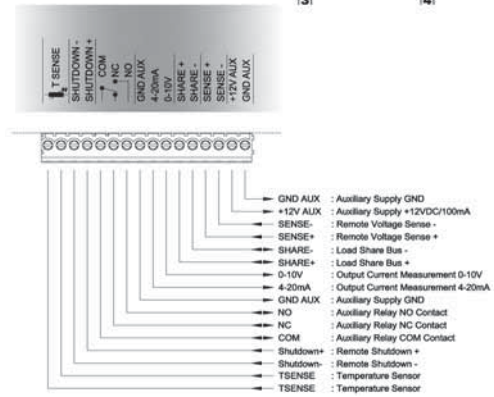 3
4
T SENSE
SHUTDOWN -
SHUTDOWN +
COM
NC
NO
GND AUX
4-20mA
0-10V
SHARE +
SHARE -
SENSE +
SENSE -
+12V AUX
GND AUX
GND AUX : Auxiliary Supply GND
+12V AUX : Auxiliary Supply +12VDC/100mA
SENSE- : Remote Voltage Sense -
SENSE+ : Remote Voltage Sense +
SHARE- : Load Share Bus -
SHARE+ : Load Share Bus +
0-10V : Output Current Measurement 0-10V
4-20mA : Output Current Measurement 4-20mA
GND AUX : Auxiliary Supply GND
NO : Auxiliary Relay NO Contact
NC : Auxiliary Relay NC Contact
COM : Auxiliary Relay COM Contact
Shutdown+ : Remote Shutdown +
Shutdown- : Remote Shutdown -
TSENSE : Temperature Sensor
TSENSE : Temperature Sensor